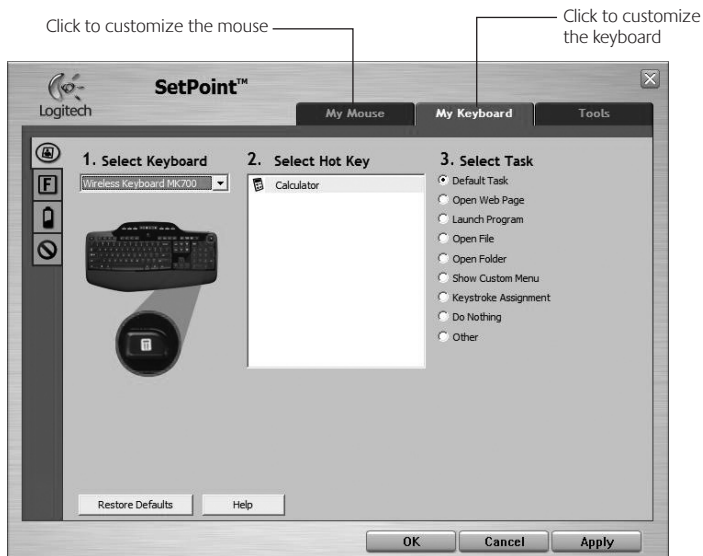 Click to customize the mouse
Click to customize
the keyboard
Logitech
SetPoint™
My Mouse
My Keyboard
Tools
1. Select Keyboard
Wireless Keyboard MK700
2. Select Hot Key
Calculator
3. Select Task
Default Task
Open Web Page
Launch Program
Open File
Open Folder
Show Custom Menu
Keystroke Assignment
Do Nothing
Other
F
Restore Defaults
Help
OK
Cancel
Apply